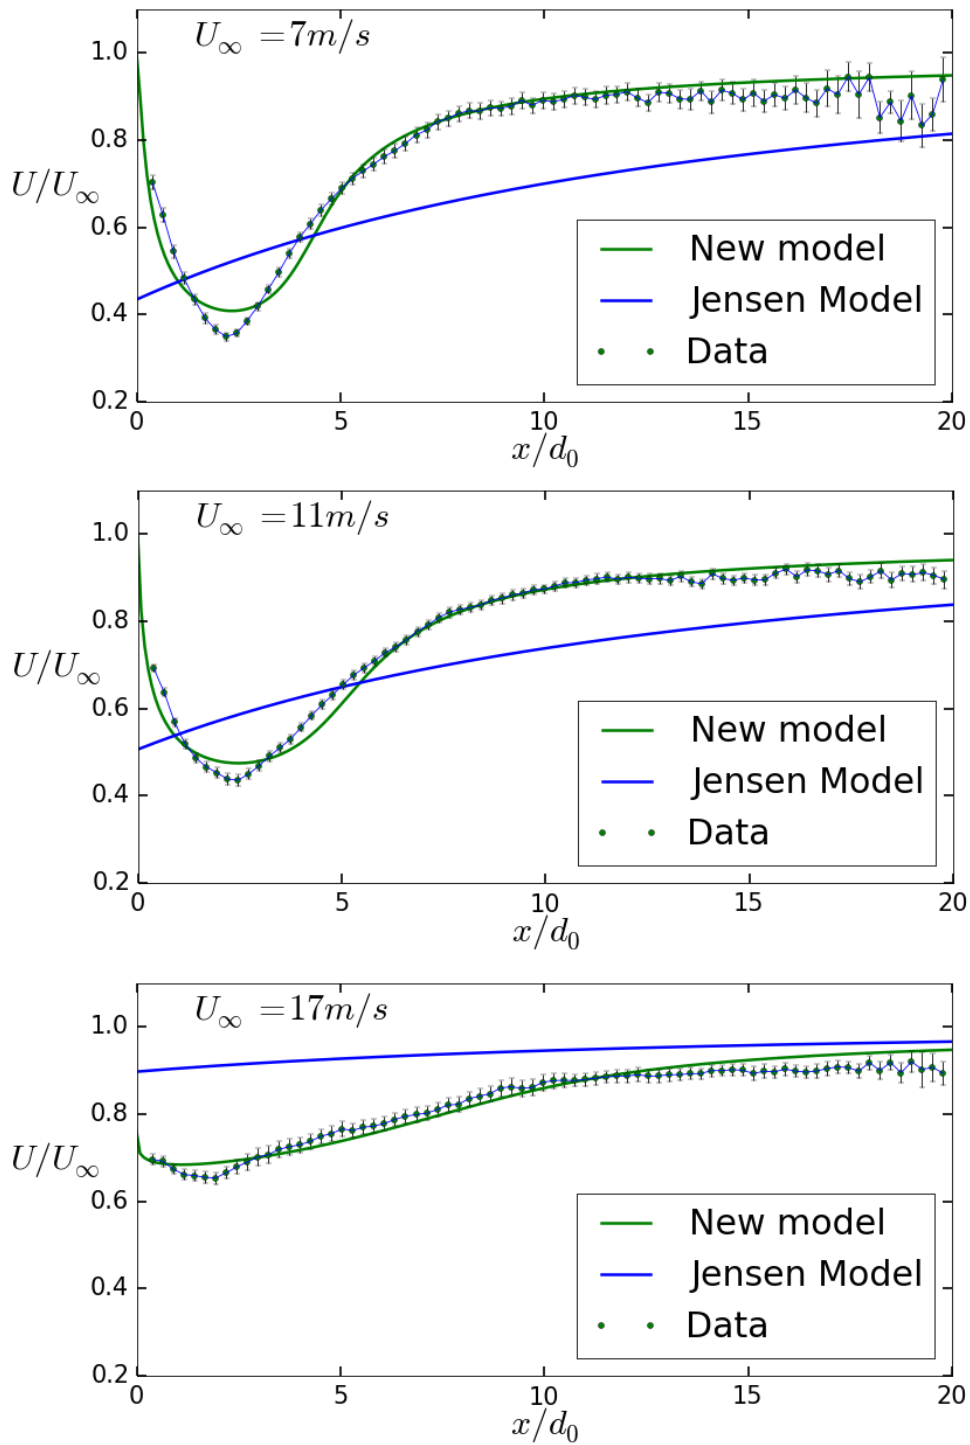 U∞ = 7m/s
1.0
0.8
U/U∞
0.6
0.4
0.2
New model
Jensen Model
Data
0 5 10 15 20
x/d₀
U∞ = 11m/s
1.0
0.8
U/U∞
0.6
0.4
0.2
New model
Jensen Model
Data
0 5 10 15 20
x/d₀
U∞ = 17m/s
1.0
0.8
U/U∞
0.6
0.4
0.2
New model
Jensen Model
Data
0 5 10 15 20
x/d₀